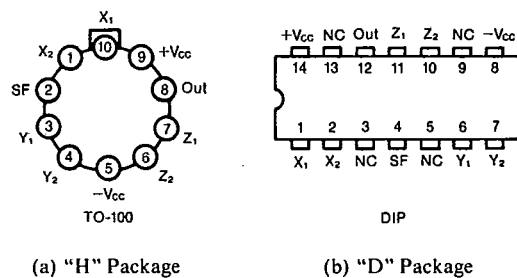 X₁
X₂ 1 10 9 +VCC
SF 2 8 Out
Y₁ 3 7 Z₁
Y₂ 4 5 6 Z₂
−VCC
TO-100
(a) “H” Package
+VCC NC Out Z₁ Z₂ NC −VCC
14 13 12 11 10 9 8
1 2 3 4 5 6 7
X₁ X₂ NC SF NC Y₁ Y₂
DIP
(b) “D” Package